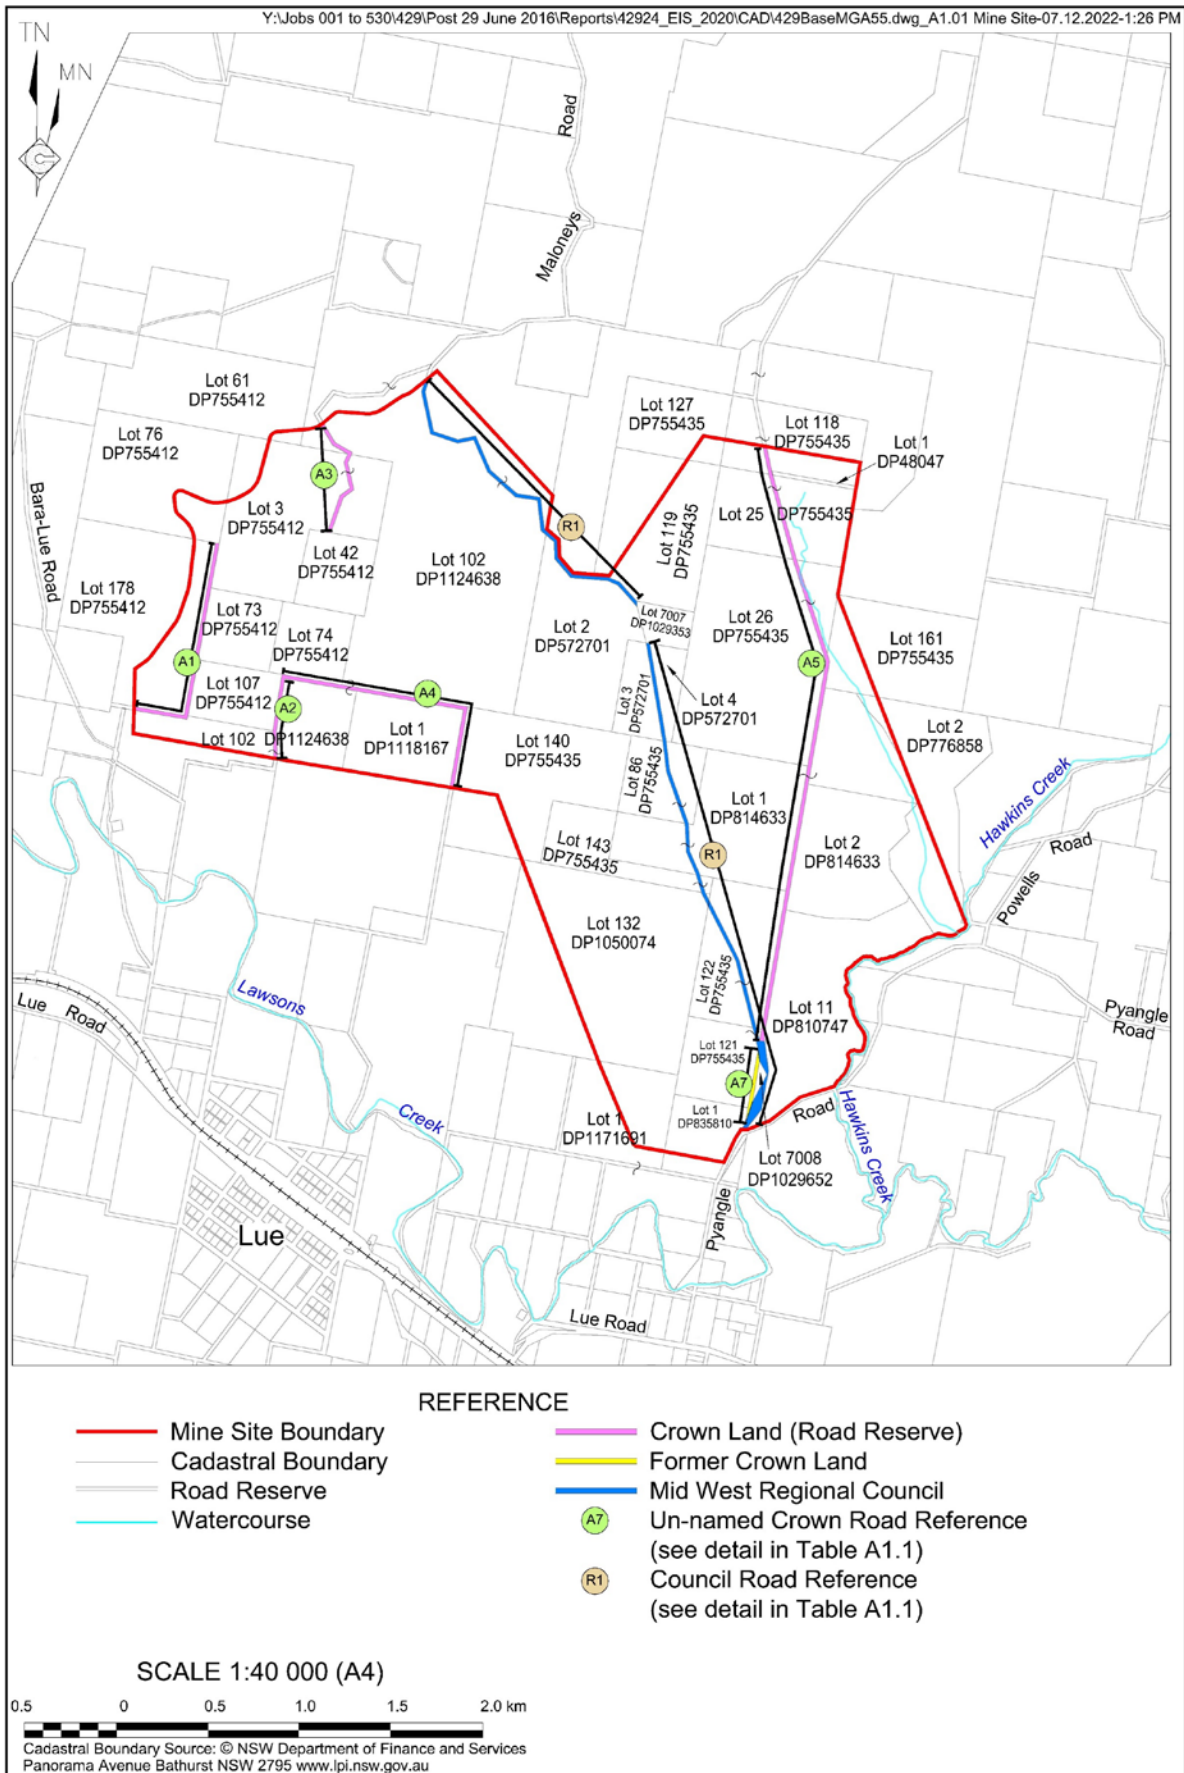 Y:\Jobs 001 to 530\429\Post 29 June 2016\Reports\42924_EIS_2020\CAD\429BaseMGA55.dwg_A1.01 Mine Site-07.12.2022-1:26 PM
TN
MN
Road
Maloneys
Lot 61
DP755412
Lot 76
DP755412
Lot 127
DP755435
Lot 118
DP755435
Lot 1
DP48047
Bara-Lue Road
A3
Lot 3
DP755412
R1
Lot 25
DP755435
Lot 119
DP755435
Lot 42
DP755412
Lot 102
DP1124638
Lot 178
DP755412
Lot 73
DP755412
Lot 7007
DP1029353
Lot 26
DP755435
Lot 2
DP572701
Lot 161
DP755435
Lot 74
DP755412
A1
A5
Lot 107
DP755412
A2
A4
Lot 3
DP572701
Lot 4
DP572701
Lot 102
DP1124638
Lot 1
DP1118167
Lot 140
DP755435
Lot 2
DP776858
Lot 86
DP755435
Lot 1
DP814633
Hawkins Creek
Lot 143
DP755435
R1
Lot 2
DP814633
Road
Powells
Lot 132
DP1050074
Lot 122
DP755435
Lawsons
Lue Road
Lot 11
DP810747
Pyangle
Road
Lot 121
DP755435
A7
Creek
Lot 1
DP835810
Road
Hawkins Creek
Lot 1
DP1171691
Lot 7008
DP1029652
Pyangle
Lue
Lue Road
REFERENCE
Mine Site Boundary
Cadastral Boundary
Road Reserve
Watercourse
Crown Land (Road Reserve)
Former Crown Land
Mid West Regional Council
A7
Un-named Crown Road Reference
(see detail in Table A1.1)
R1
Council Road Reference
(see detail in Table A1.1)
SCALE 1:40 000 (A4)
0.5 0 0.5 1.0 1.5 2.0 km
Cadastral Boundary Source: © NSW Department of Finance and Services
Panorama Avenue Bathurst NSW 2795 www.lpi.nsw.gov.au